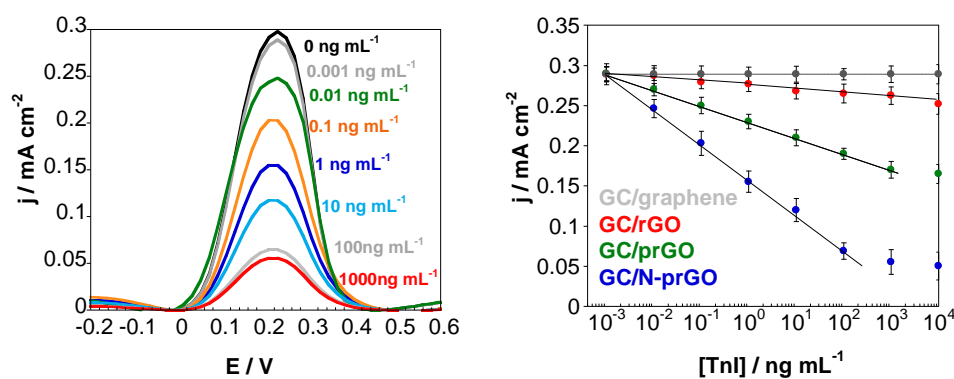 0.3
0.25
0.2
0.15
0.1
0.05
0
j / mA cm⁻²
-0.2 -0.1 0 0.1 0.2 0.3 0.4 0.5 0.6
E / V
0 ng mL⁻¹
0.001 ng mL⁻¹
0.01 ng mL⁻¹
0.1 ng mL⁻¹
1 ng mL⁻¹
10 ng mL⁻¹
100ng mL⁻¹
1000ng mL⁻¹
0.35
0.3
0.25
0.2
0.15
0.1
0.05
0
j / mA cm⁻²
GC/graphene
GC/rGO
GC/prGO
GC/N-prGO
10⁻³ 10⁻² 10⁻¹ 10⁰ 10¹ 10² 10³ 10⁴
[TnI] / ng mL⁻¹